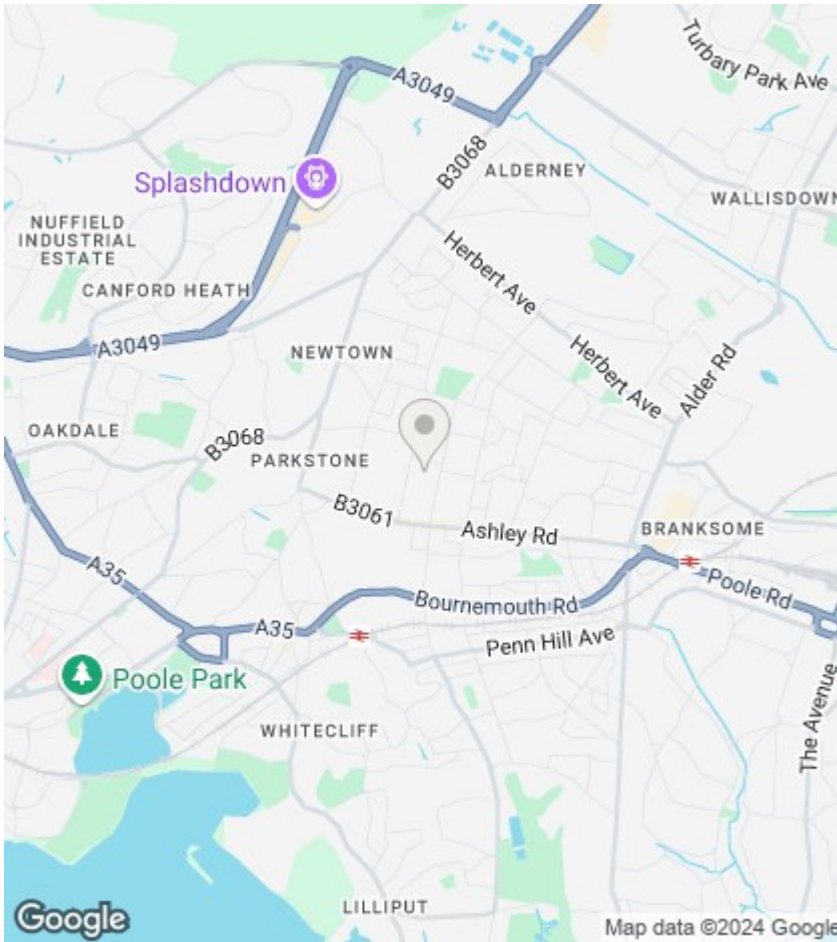 Turbary Park Ave
A3049
B3068
ALDERNEY
Splashdown
WALLISDOWN
NUFFIELD
INDUSTRIAL
ESTATE
Herbert Ave
CANFORD HEATH
A3049
NEWTOWN
Herbert Ave
Alder Rd
OAKDALE
B3068
PARKSTONE
B3061
Ashley Rd
BRANKSOME
A35
Poole Rd
Bournemouth Rd
A35
Penn Hill Ave
Poole Park
The Avenue
WHITECLIFF
LILLIPUT
Google
Map data ©2024 Google